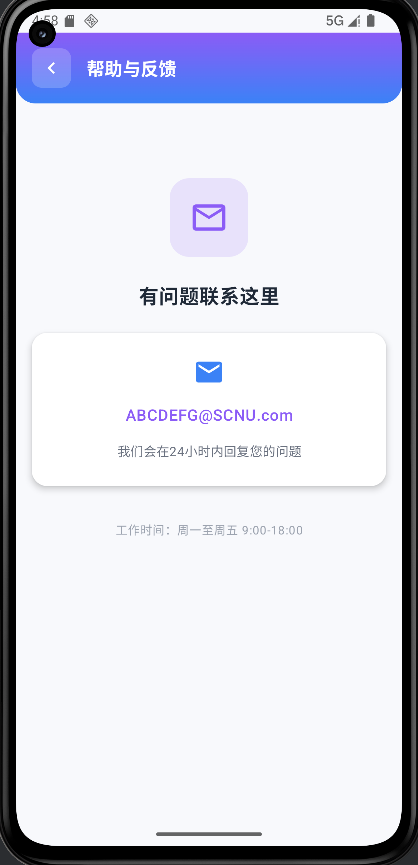 4:58 5G
帮助与反馈
有问题联系这里
ABCDEFG@SCNU.com
我们会在24小时内回复您的问题
工作时间：周一至周五 9:00-18:00